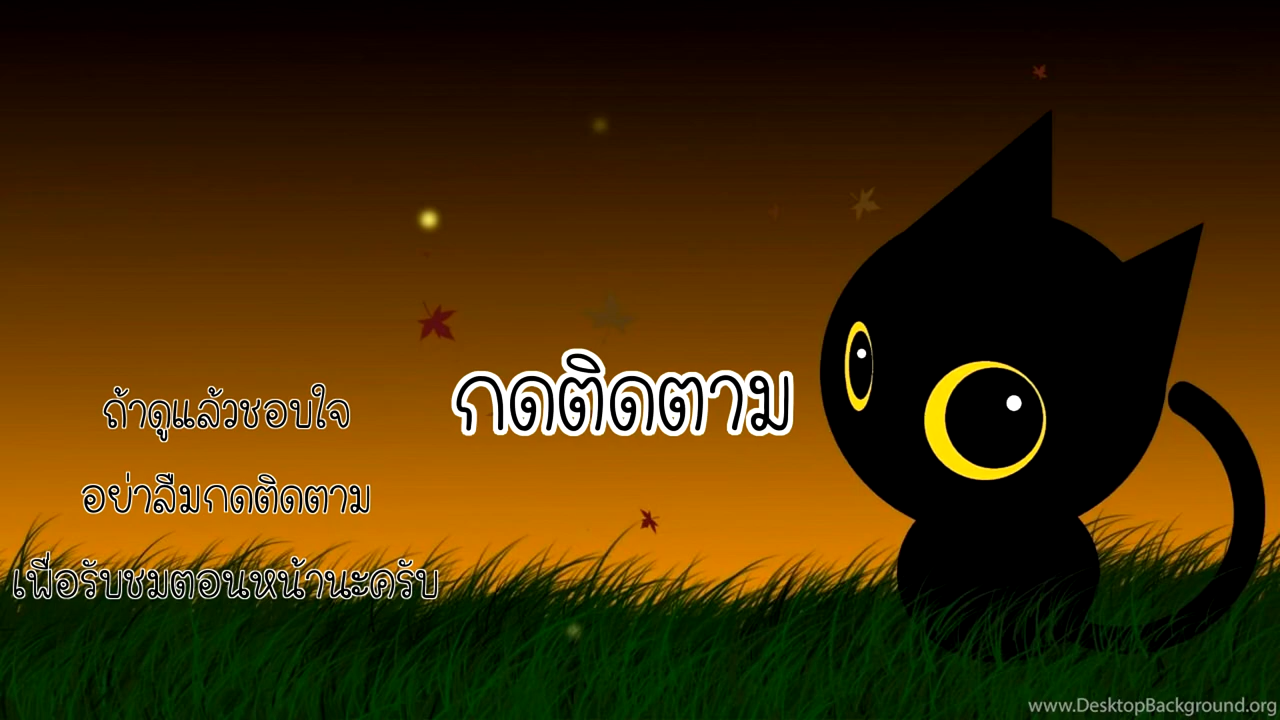 กดติดตาม
ถ้าดูแล้วชอบใจ
อย่าลืมกดติดตาม
เพื่อรับชมตอนหน้านะครับ
www.DesktopBackground.org